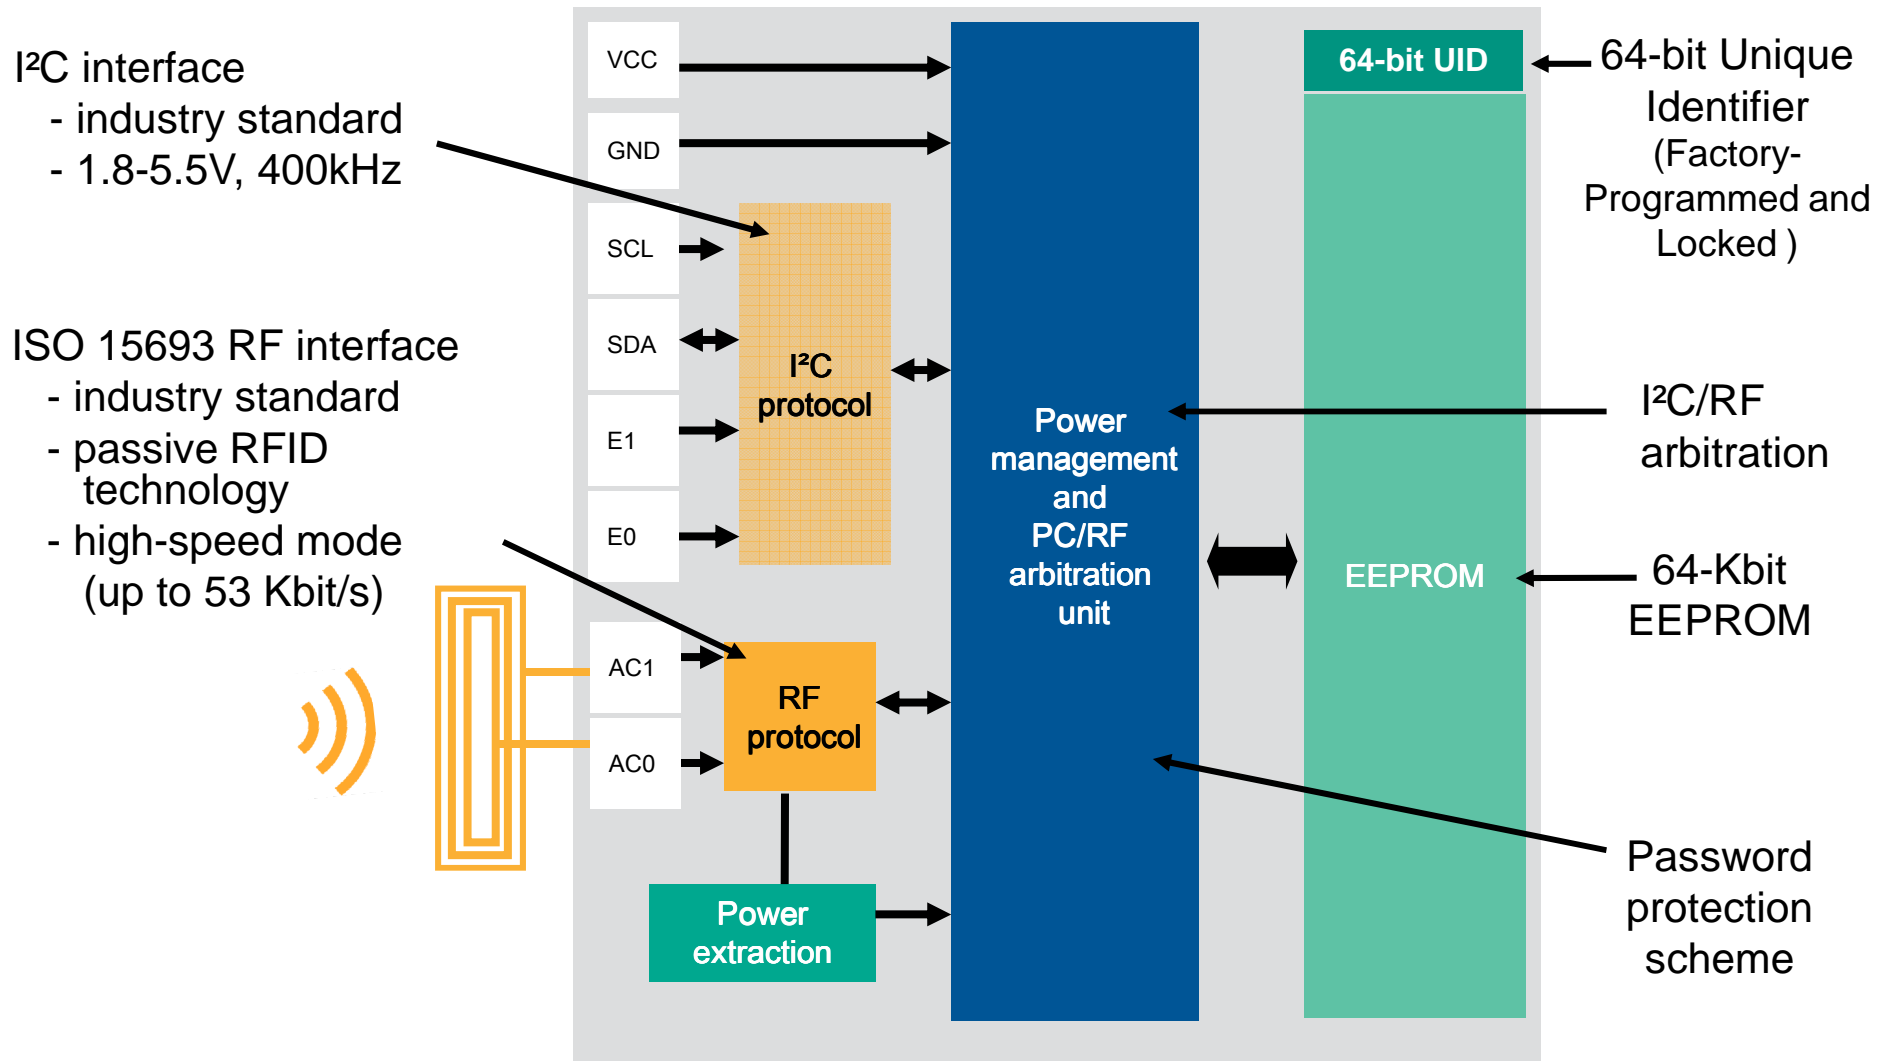 I²C interface
- industry standard
- 1.8-5.5V, 400kHz
ISO 15693 RF interface
- industry standard
- passive RFID
technology
- high-speed mode
(up to 53 Kbit/s)
VCC
GND
SCL
SDA
E1
E0
AC1
AC0
I²C
protocol
RF
protocol
Power
extraction
Power
management
and
PC/RF
arbitration
unit
64-bit UID
EEPROM
64-bit Unique
Identifier
(Factory-
Programmed and
Locked )
I²C/RF
arbitration
64-Kbit
EEPROM
Password
protection
scheme